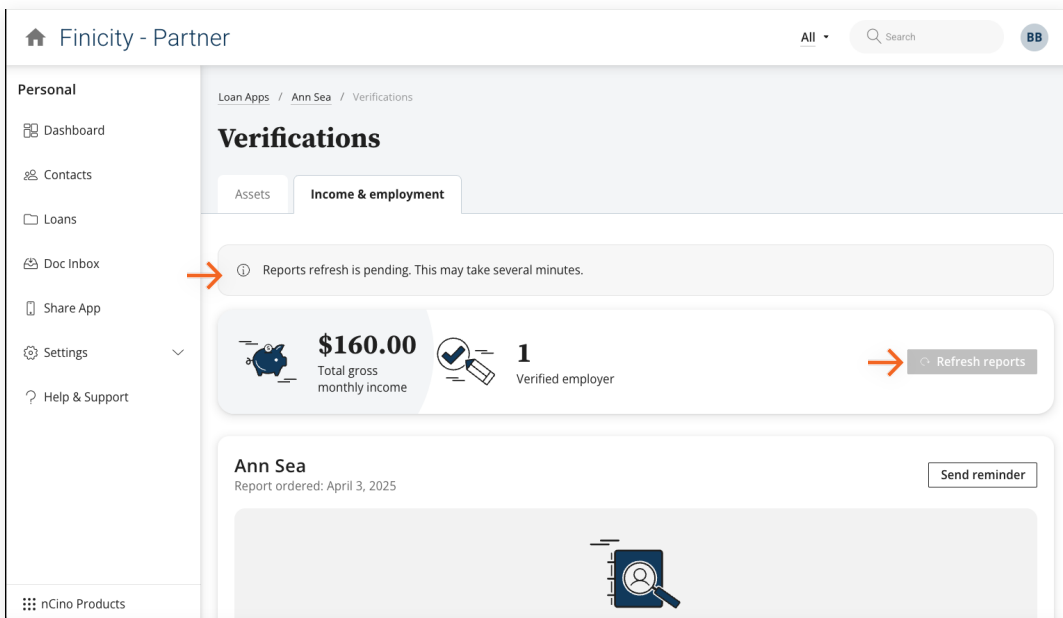 Finicity - Partner
All
Search
BB
Personal
Dashboard
Contacts
Loans
Doc Inbox
Share App
Settings
Help & Support
nCino Products
Loan Apps / Ann Sea / Verifications
Verifications
Assets
Income & employment
Reports refresh is pending. This may take several minutes.
$160.00
Total gross
monthly income
1
Verified employer
Refresh reports
Ann Sea
Report ordered: April 3, 2025
Send reminder